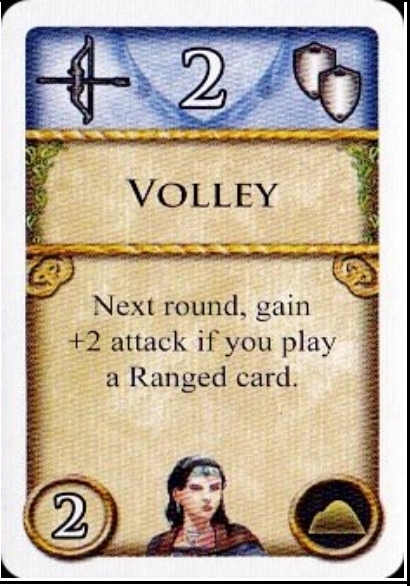 2
VOLLEY
Next round, gain
+2 attack if you play
a Ranged card.
2